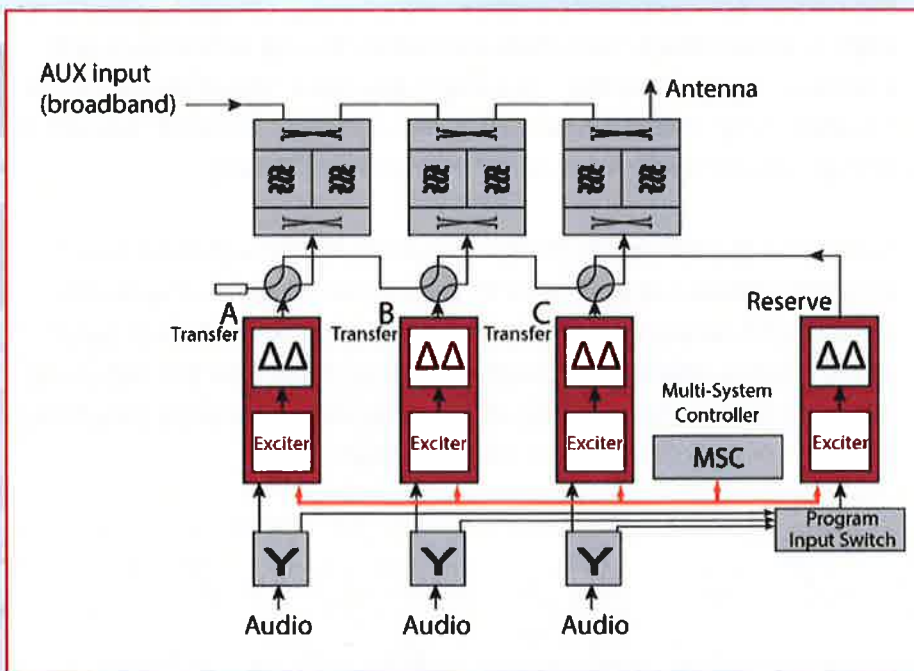 AUX input
(broadband)
Antenna
A
Transfer
B
Transfer
C
Transfer
Reserve
ΔΔ
ΔΔ
ΔΔ
ΔΔ
Multi-System
Controller
MSC
Exciter
Exciter
Exciter
Exciter
Program
Input Switch
Y
Y
Y
Audio
Audio
Audio